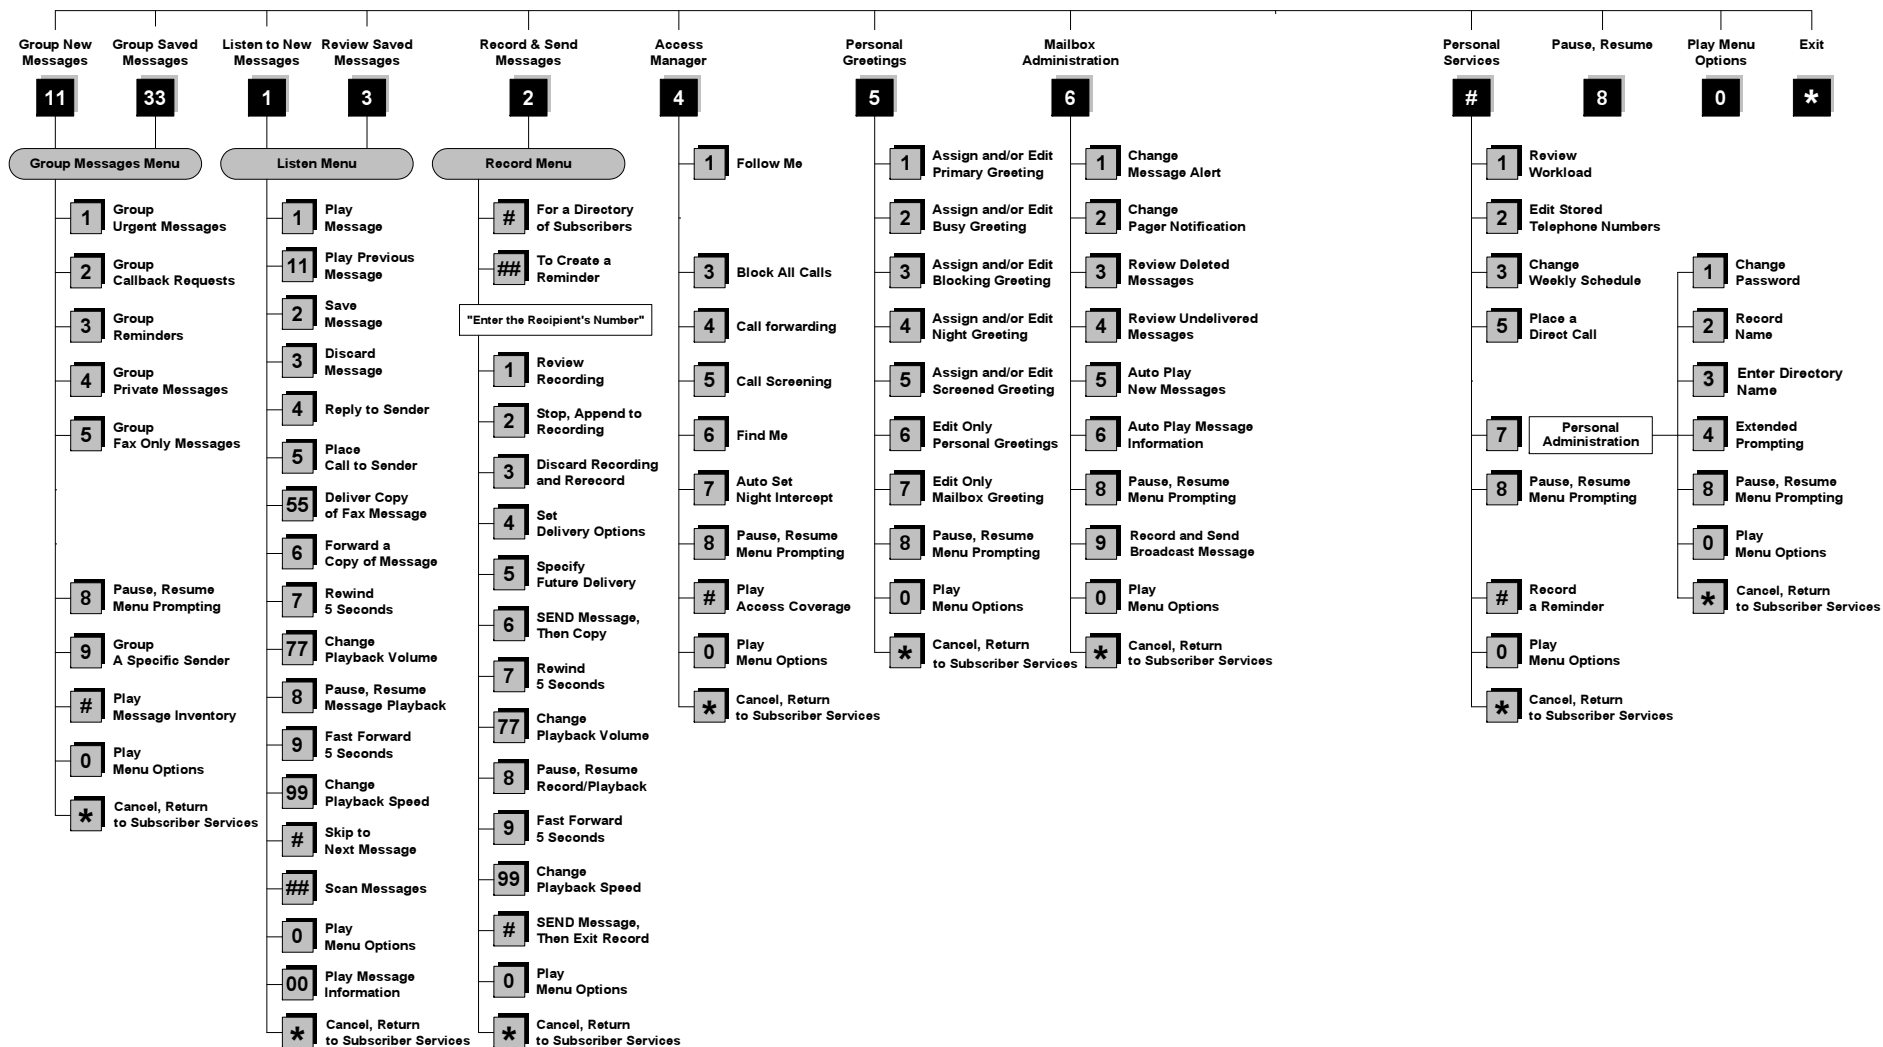 Group New
Messages
11
Group Saved
Messages
33
Listen to New
Messages
1
Review Saved
Messages
3
Record & Send
Messages
2
Access
Manager
4
Personal
Greetings
5
Mailbox
Administration
6
Personal
Services
#
Pause, Resume
8
Play Menu
Options
0
Exit
*
Group Messages Menu
1
Group
Urgent Messages
2
Group
Callback Requests
3
Group
Reminders
4
Group
Private Messages
5
Group
Fax Only Messages
8
Pause, Resume
Menu Prompting
9
Group
A Specific Sender
#
Play
Message Inventory
0
Play
Menu Options
*
Cancel, Return
to Subscriber Services
Listen Menu
1
Play
Message
11
Play Previous
Message
2
Save
Message
3
Discard
Message
4
Reply to Sender
5
Place
Call to Sender
55
Deliver Copy
of Fax Message
6
Forward a
Copy of Message
7
Rewind
5 Seconds
77
Change
Playback Volume
8
Pause, Resume
Message Playback
9
Fast Forward
5 Seconds
99
Change
Playback Speed
#
Skip to
Next Message
##
Scan Messages
0
Play
Menu Options
00
Play Message
Information
*
Cancel, Return
to Subscriber Services
Record Menu
#
For a Directory
of Subscribers
##
To Create a
Reminder
"Enter the Recipient's Number"
1
Review
Recording
2
Stop, Append to
Recording
3
Discard Recording
and Rerecord
4
Set
Delivery Options
5
Specify
Future Delivery
6
SEND Message,
Then Copy
7
Rewind
5 Seconds
77
Change
Playback Volume
8
Pause, Resume
Record/Playback
9
Fast Forward
5 Seconds
99
Change
Playback Speed
#
SEND Message,
Then Exit Record
0
Play
Menu Options
*
Cancel, Return
to Subscriber Services
1
Follow Me
3
Block All Calls
4
Call forwarding
5
Call Screening
6
Find Me
7
Auto Set
Night Intercept
8
Pause, Resume
Menu Prompting
#
Play
Access Coverage
0
Play
Menu Options
*
Cancel, Return
to Subscriber Services
1
Assign and/or Edit
Primary Greeting
2
Assign and/or Edit
Busy Greeting
3
Assign and/or Edit
Blocking Greeting
4
Assign and/or Edit
Night Greeting
5
Assign and/or Edit
Screened Greeting
6
Edit Only
Personal Greetings
7
Edit Only
Mailbox Greeting
8
Pause, Resume
Menu Prompting
0
Play
Menu Options
*
Cancel, Return
to Subscriber Services
1
Change
Message Alert
2
Change
Pager Notification
3
Review Deleted
Messages
4
Review Undelivered
Messages
5
Auto Play
New Messages
6
Auto Play Message
Information
8
Pause, Resume
Menu Prompting
9
Record and Send
Broadcast Message
0
Play
Menu Options
*
Cancel, Return
to Subscriber Services
1
Review
Workload
2
Edit Stored
Telephone Numbers
3
Change
Weekly Schedule
5
Place a
Direct Call
7
Personal
Administration
8
Pause, Resume
Menu Prompting
#
Record
a Reminder
0
Play
Menu Options
*
Cancel, Return
to Subscriber Services
1
Change
Password
2
Record
Name
3
Enter Directory
Name
4
Extended
Prompting
8
Pause, Resume
Menu Prompting
0
Play
Menu Options
*
Cancel, Return
to Subscriber Services